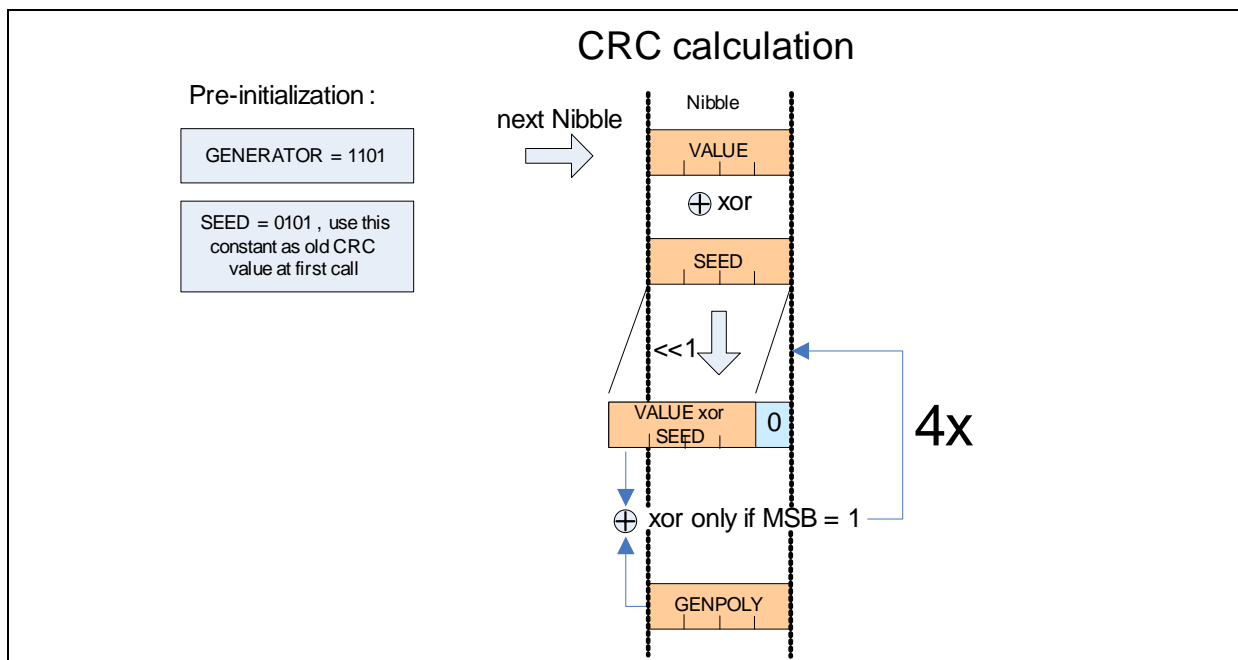 CRC calculation
Pre-initialization :
GENERATOR = 1101
SEED = 0101 , use this
constant as old CRC
value at first call
next Nibble
Nibble
VALUE
xor
SEED
<<1
VALUE xor
SEED
0
4x
xor only if MSB = 1
GENPOLY